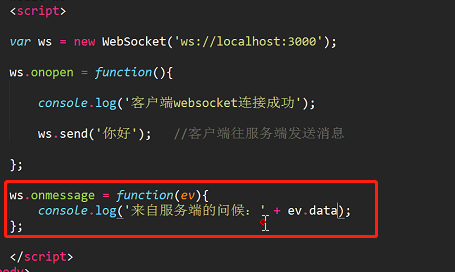 <script>
var ws = new WebSocket('ws://localhost:3000');
ws.onopen = function(){
console.log('客户端websocket连接成功');
ws.send('你好'); //客户端往服务端发送消息
};
ws.onmessage = function(ev){
console.log('来自服务端的问候：' + ev.data);
};
</script>